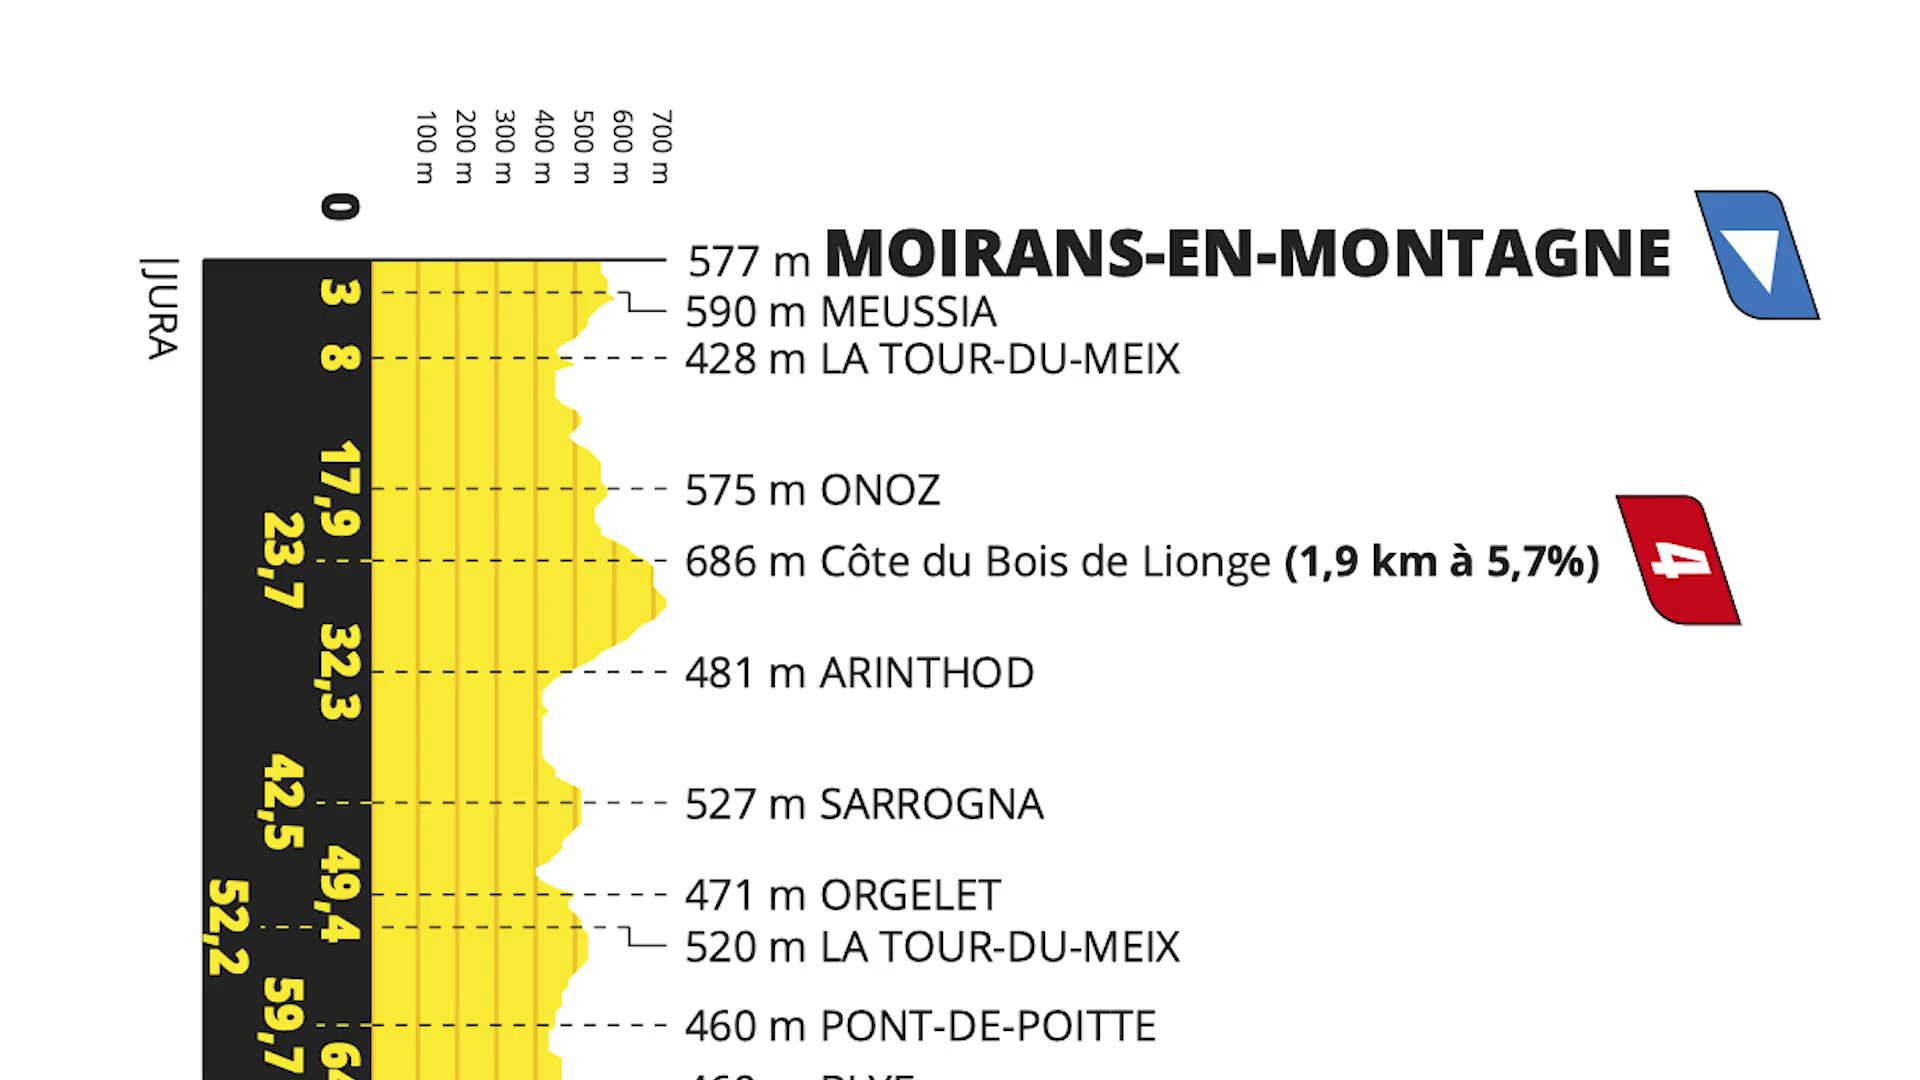 100 m
200 m
300 m
400 m
500 m
600 m
700 m
0
JURA
577 m MOIRANS-EN-MONTAGNE
3
590 m MEUSSIA
8
428 m LA TOUR-DU-MEIX
17,9
575 m ONOZ
23,7
686 m Côte du Bois de Lionge (1,9 km à 5,7%)
4
32,3
481 m ARINTHOD
42,5
527 m SARROGNA
49,4
471 m ORGELET
52,2
520 m LA TOUR-DU-MEIX
59,7
460 m PONT-DE-POITTE